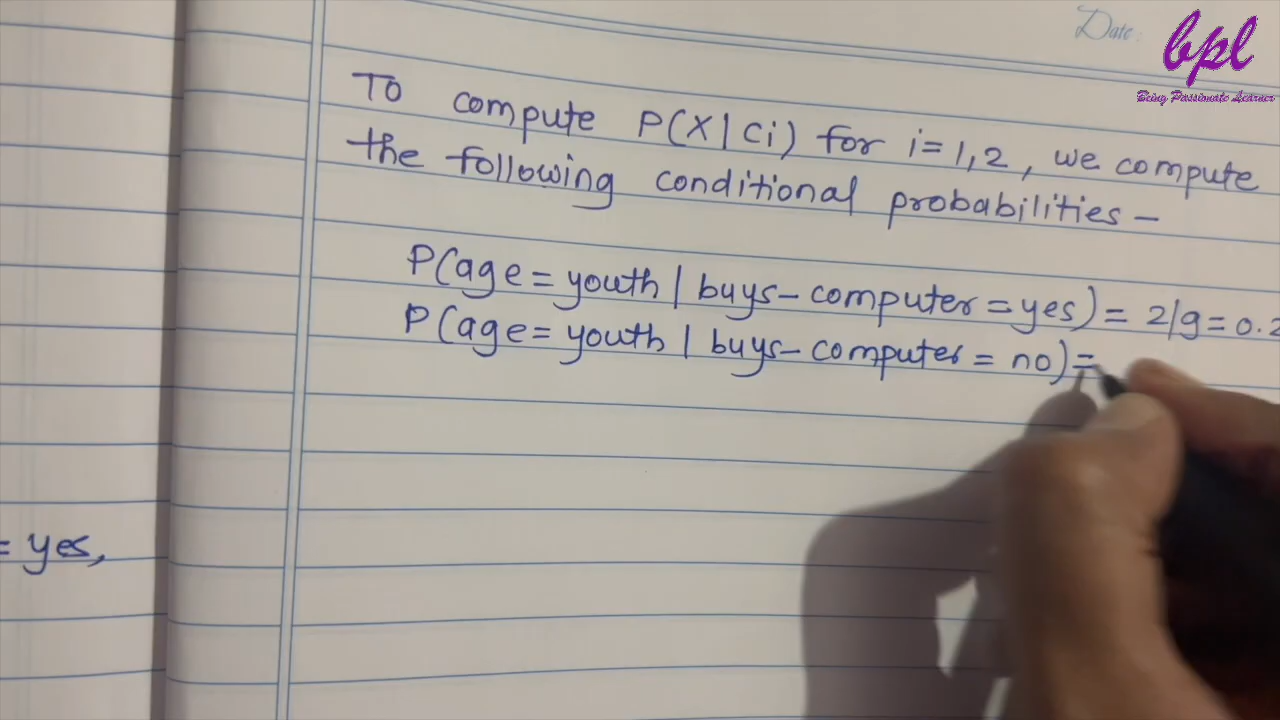 Date:
bpl
Being Passionate Learner
To compute P(X|Ci) for i=1,2, we compute
the following conditional probabilities -
P(age = youth | buys-computer = yes) = 2/9 = 0.2
P(age = youth | buys-computer = no) =
= yes,